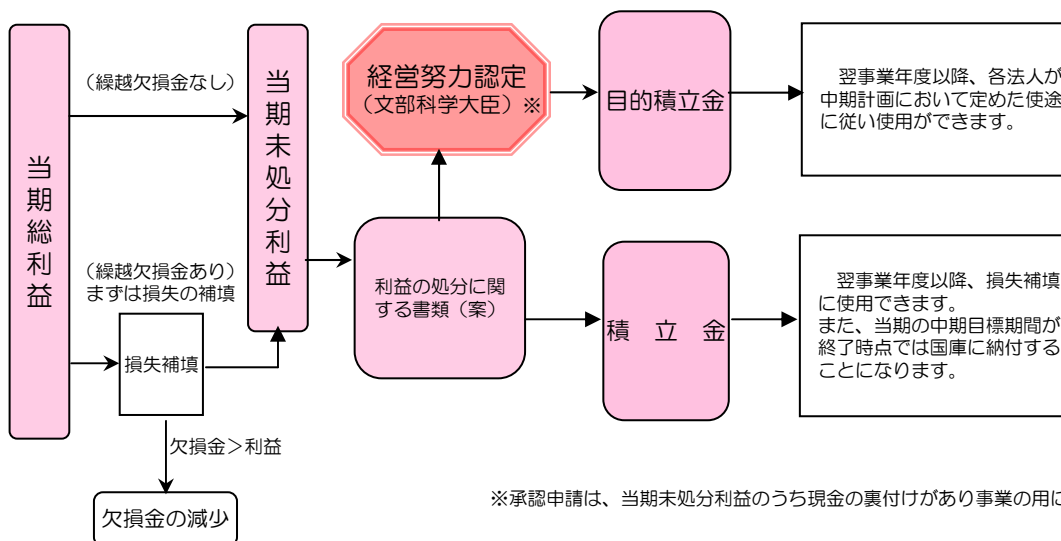 当期総利益
（繰越欠損金なし）
（繰越欠損金あり）
まずは損失の補填
損失補填
欠損金＞利益
欠損金の減少
当期未処分利益
利益の処分に関
する書類（案）
経営努力認定
（文部科学大臣）※
目的積立金
翌事業年度以降、各法人が
中期計画において定めた使途
に従い使用ができます。
積　立　金
翌事業年度以降、損失補填
に使用できます。
また、当期の中期目標期間が
終了時点では国庫に納付する
ことになります。
※承認申請は、当期未処分利益のうち現金の裏付けがあり事業の用に